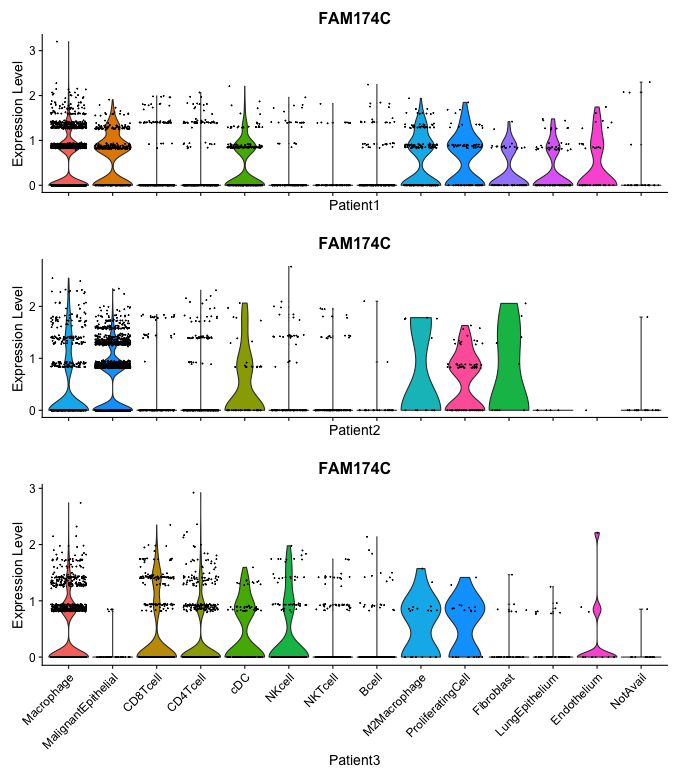 FAM174C
Expression Level
3
2
1
0
Patient1
FAM174C
Expression Level
2
1
0
Patient2
FAM174C
Expression Level
3
2
1
0
Macrophage
MalignantEpithelial
CD8Tcell
CD4Tcell
cDC
NKcell
NKTcell
Bcell
M2Macrophage
ProliferatingCell
Fibroblast
LungEpithelium
Endothelium
NotAvail
Patient3